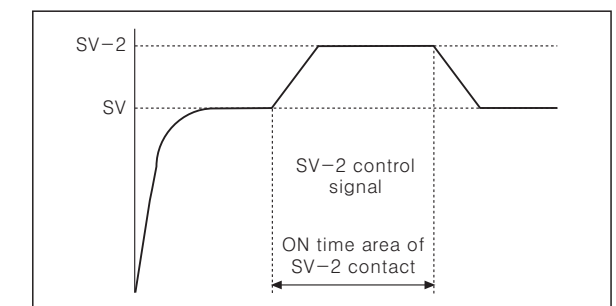 SV-2
SV
SV-2 control
signal
ON time area of
SV-2 contact